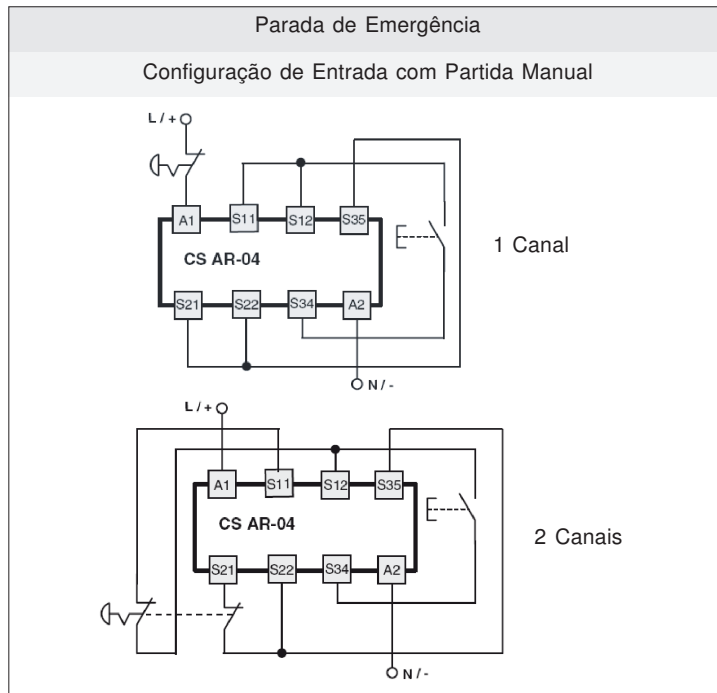 Parada de Emergência
Configuração de Entrada com Partida Manual
L / +
A1 S11 S12 S35
CS AR-04
1 Canal
S21 S22 S34 A2
N / -
L / +
A1 S11 S12 S35
CS AR-04
2 Canais
S21 S22 S34 A2
N / -